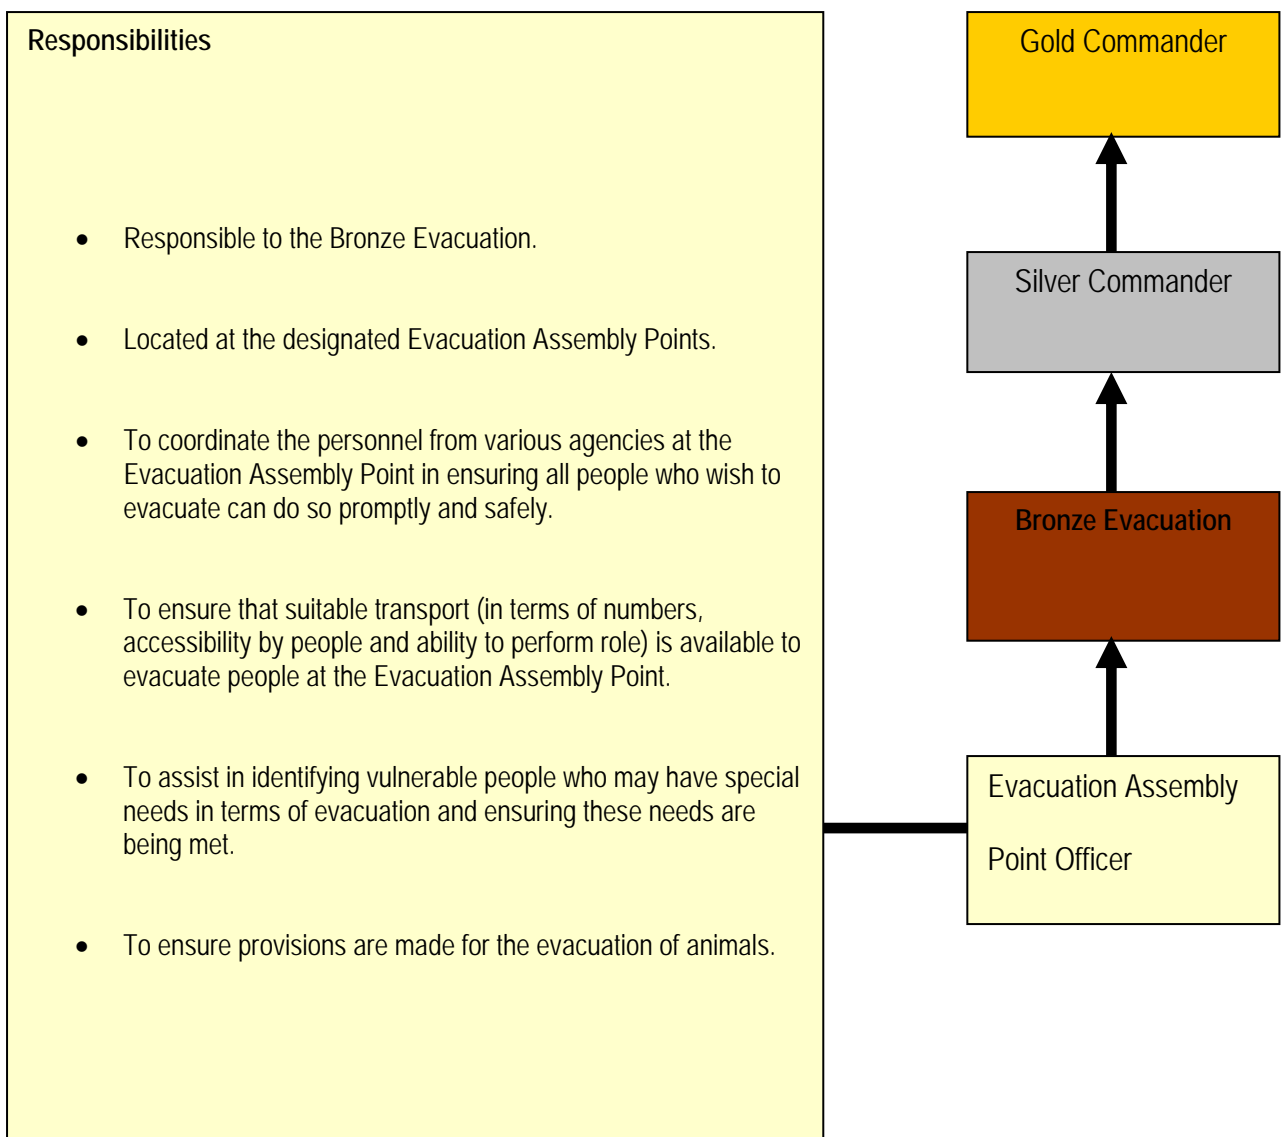 Responsibilities
• Responsible to the Bronze Evacuation.
• Located at the designated Evacuation Assembly Points.
• To coordinate the personnel from various agencies at the
Evacuation Assembly Point in ensuring all people who wish to
evacuate can do so promptly and safely.
• To ensure that suitable transport (in terms of numbers,
accessibility by people and ability to perform role) is available to
evacuate people at the Evacuation Assembly Point.
• To assist in identifying vulnerable people who may have special
needs in terms of evacuation and ensuring these needs are
being met.
• To ensure provisions are made for the evacuation of animals.
Gold Commander
Silver Commander
Bronze Evacuation
Evacuation Assembly
Point Officer